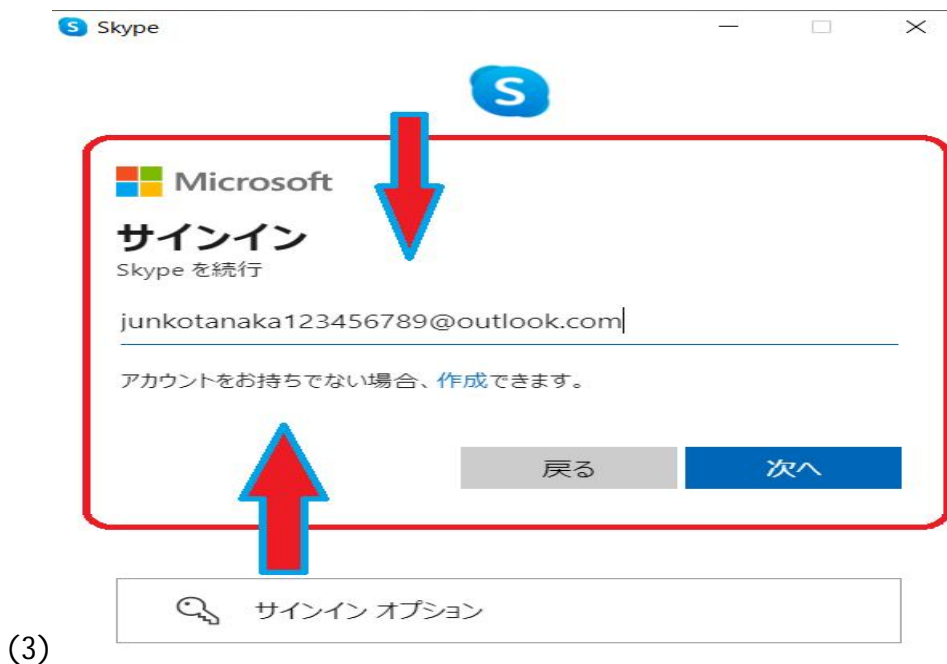 Skype
Microsoft
サインイン
Skype を続行
junkotanaka123456789@outlook.com
アカウントをお持ちでない場合、作成できます。
戻る
次へ
サインイン オプション
(3)